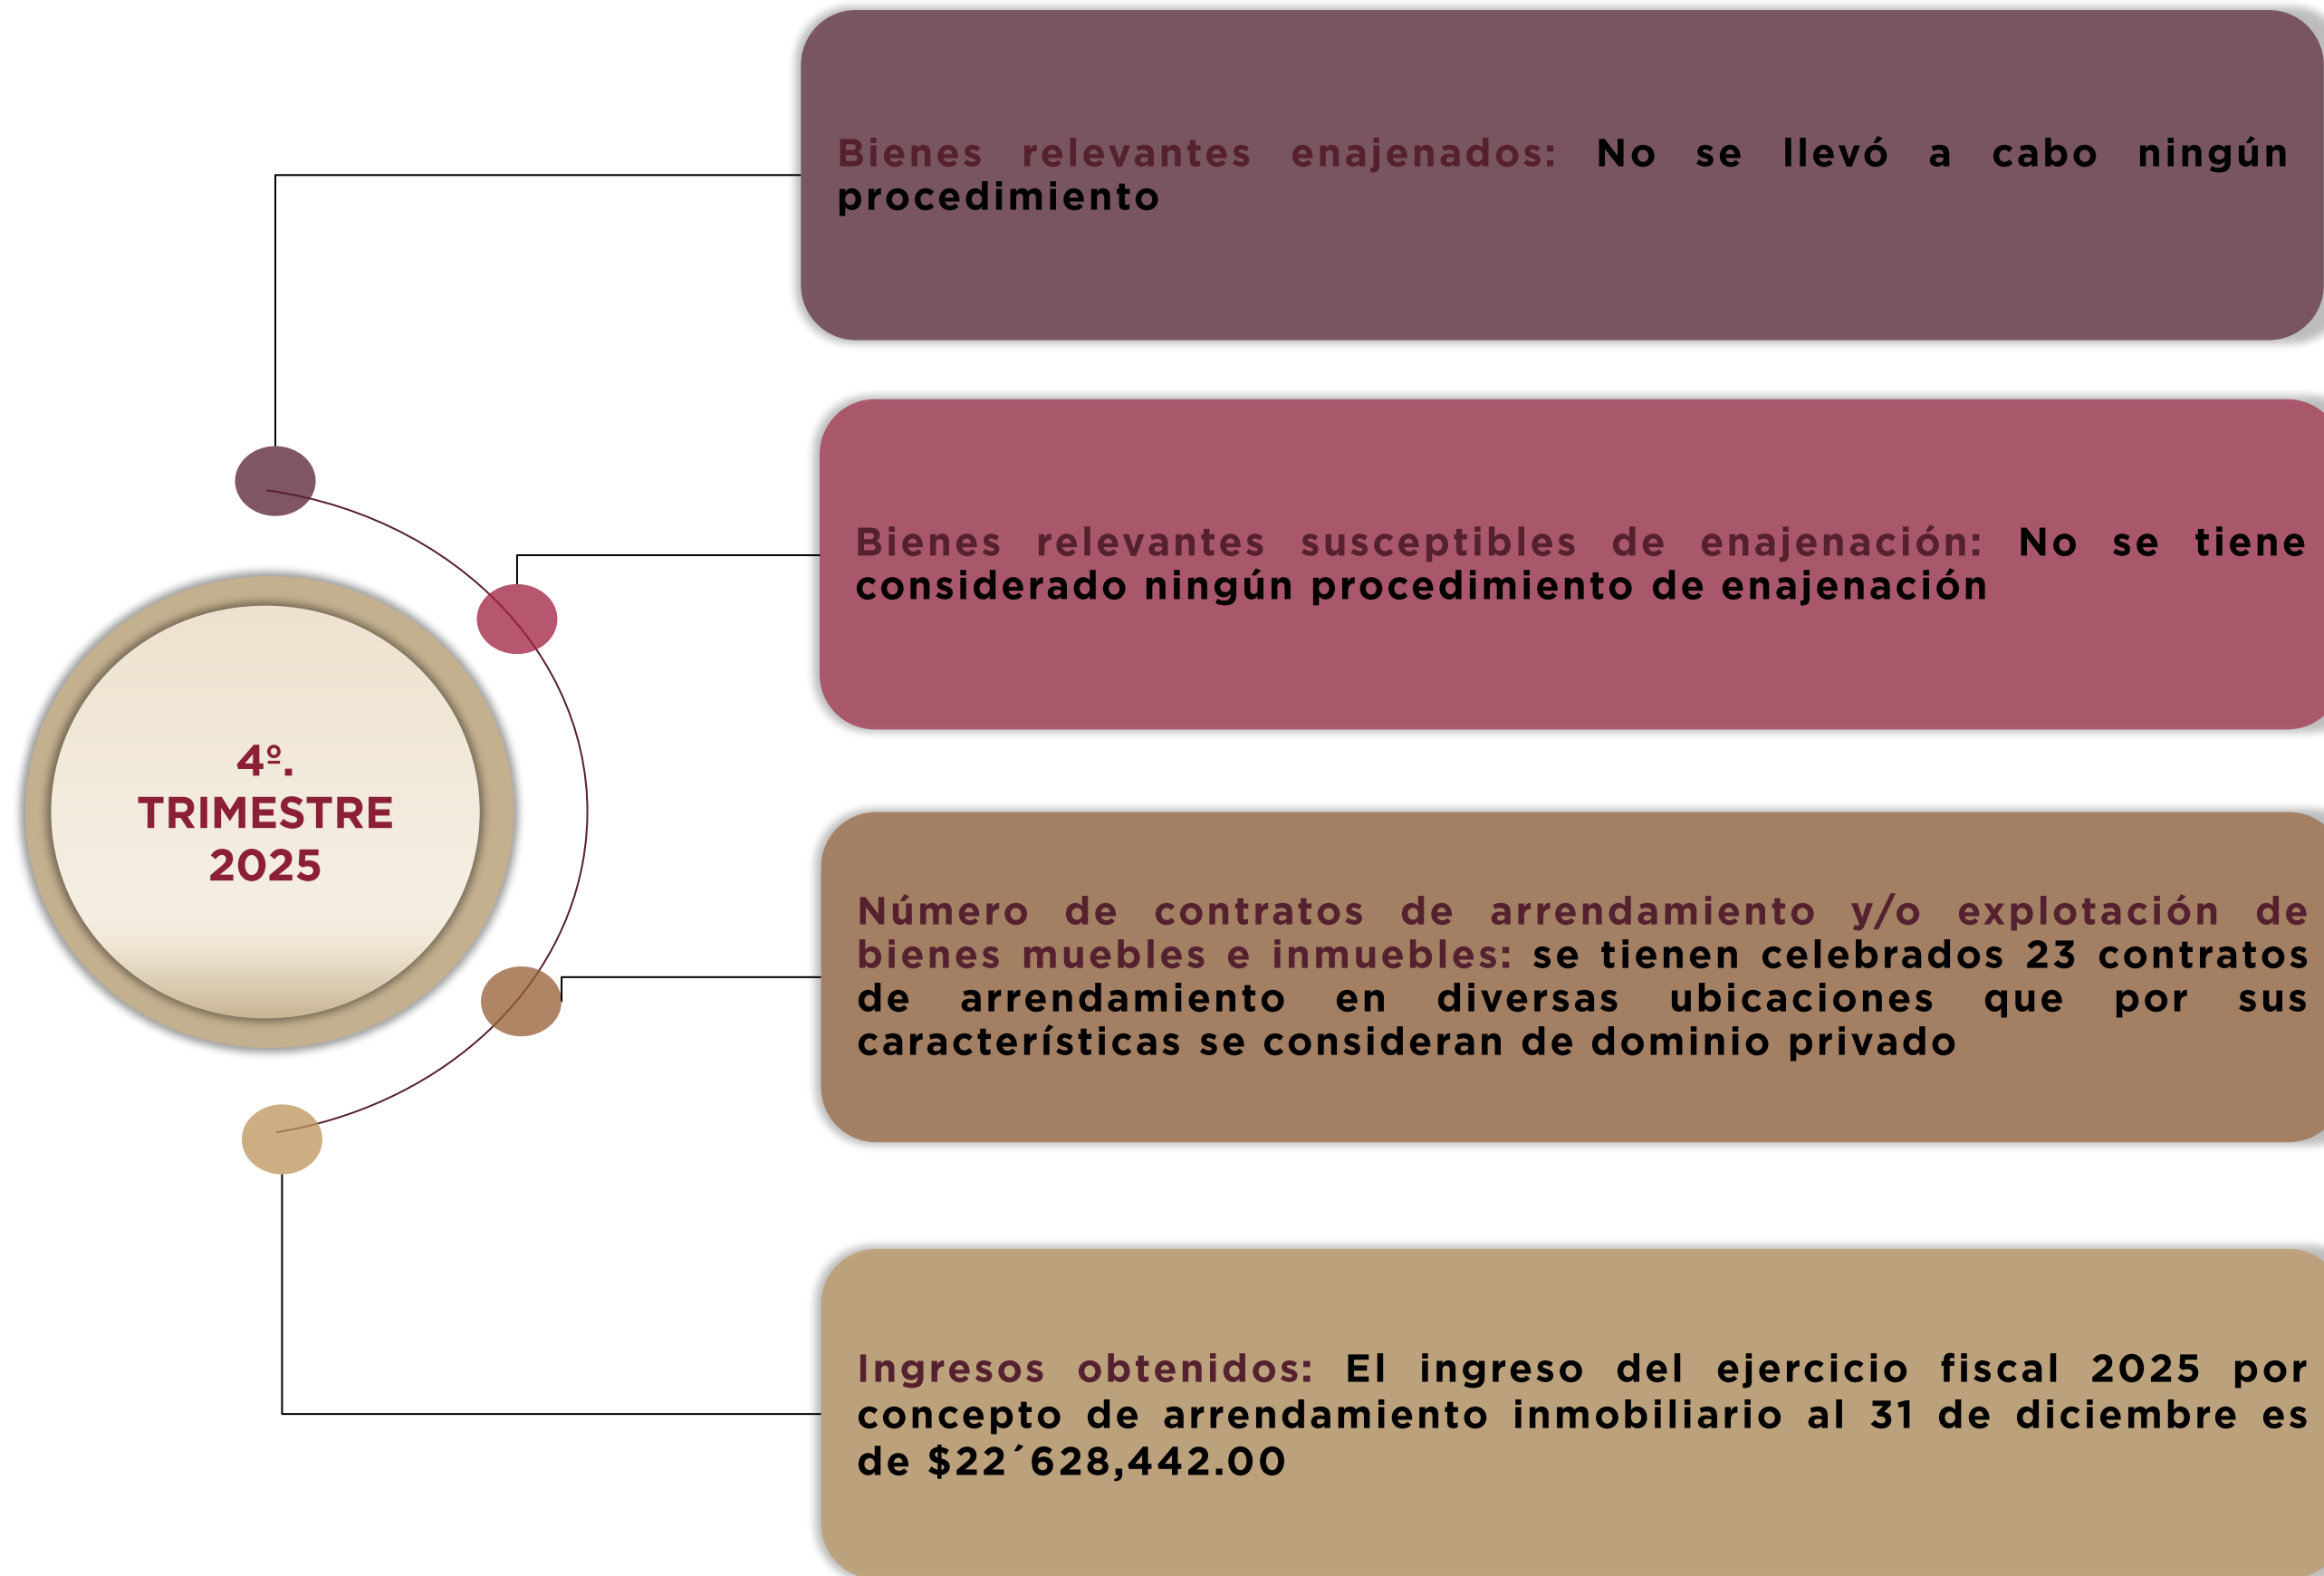 Bienes relevantes enajenados: No se llevó a cabo ningún
procedimiento
Bienes relevantes susceptibles de enajenación: No se tiene
considerado ningún procedimiento de enajenación
4º.
TRIMESTRE
2025
Número de contratos de arrendamiento y/o explotación de
bienes muebles e inmuebles: se tienen celebrados 23 contratos
de arrendamiento en diversas ubicaciones que por sus
características se consideran de dominio privado
Ingresos obtenidos: El ingreso del ejercicio fiscal 2025 por
concepto de arrendamiento inmobiliario al 31 de diciembre es
de $22´628,442.00